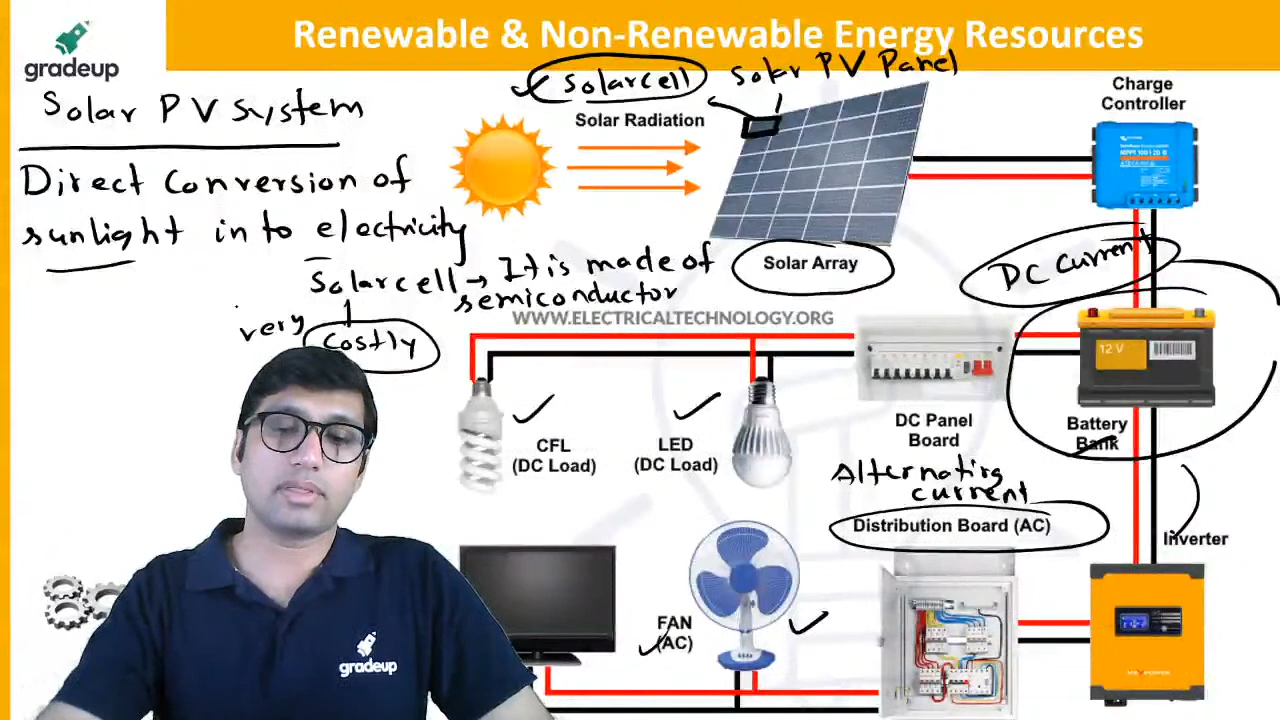 Renewable & Non-Renewable Energy Resources
gradeup
Solar PV System
Direct Conversion of
sunlight in to electricity
Solarcell → It is made of
semiconductor
very
costly
Solarcell
Solar PV Panel
Solar Radiation
Solar Array
Charge
Controller
DC Current
WWW.ELECTRICALTECHNOLOGY.ORG
12 V
CFL
(DC Load)
LED
(DC Load)
DC Panel
Board
Battery
Bank
Alternating
current
Distribution Board (AC)
Inverter
FAN
(AC)
gradeup